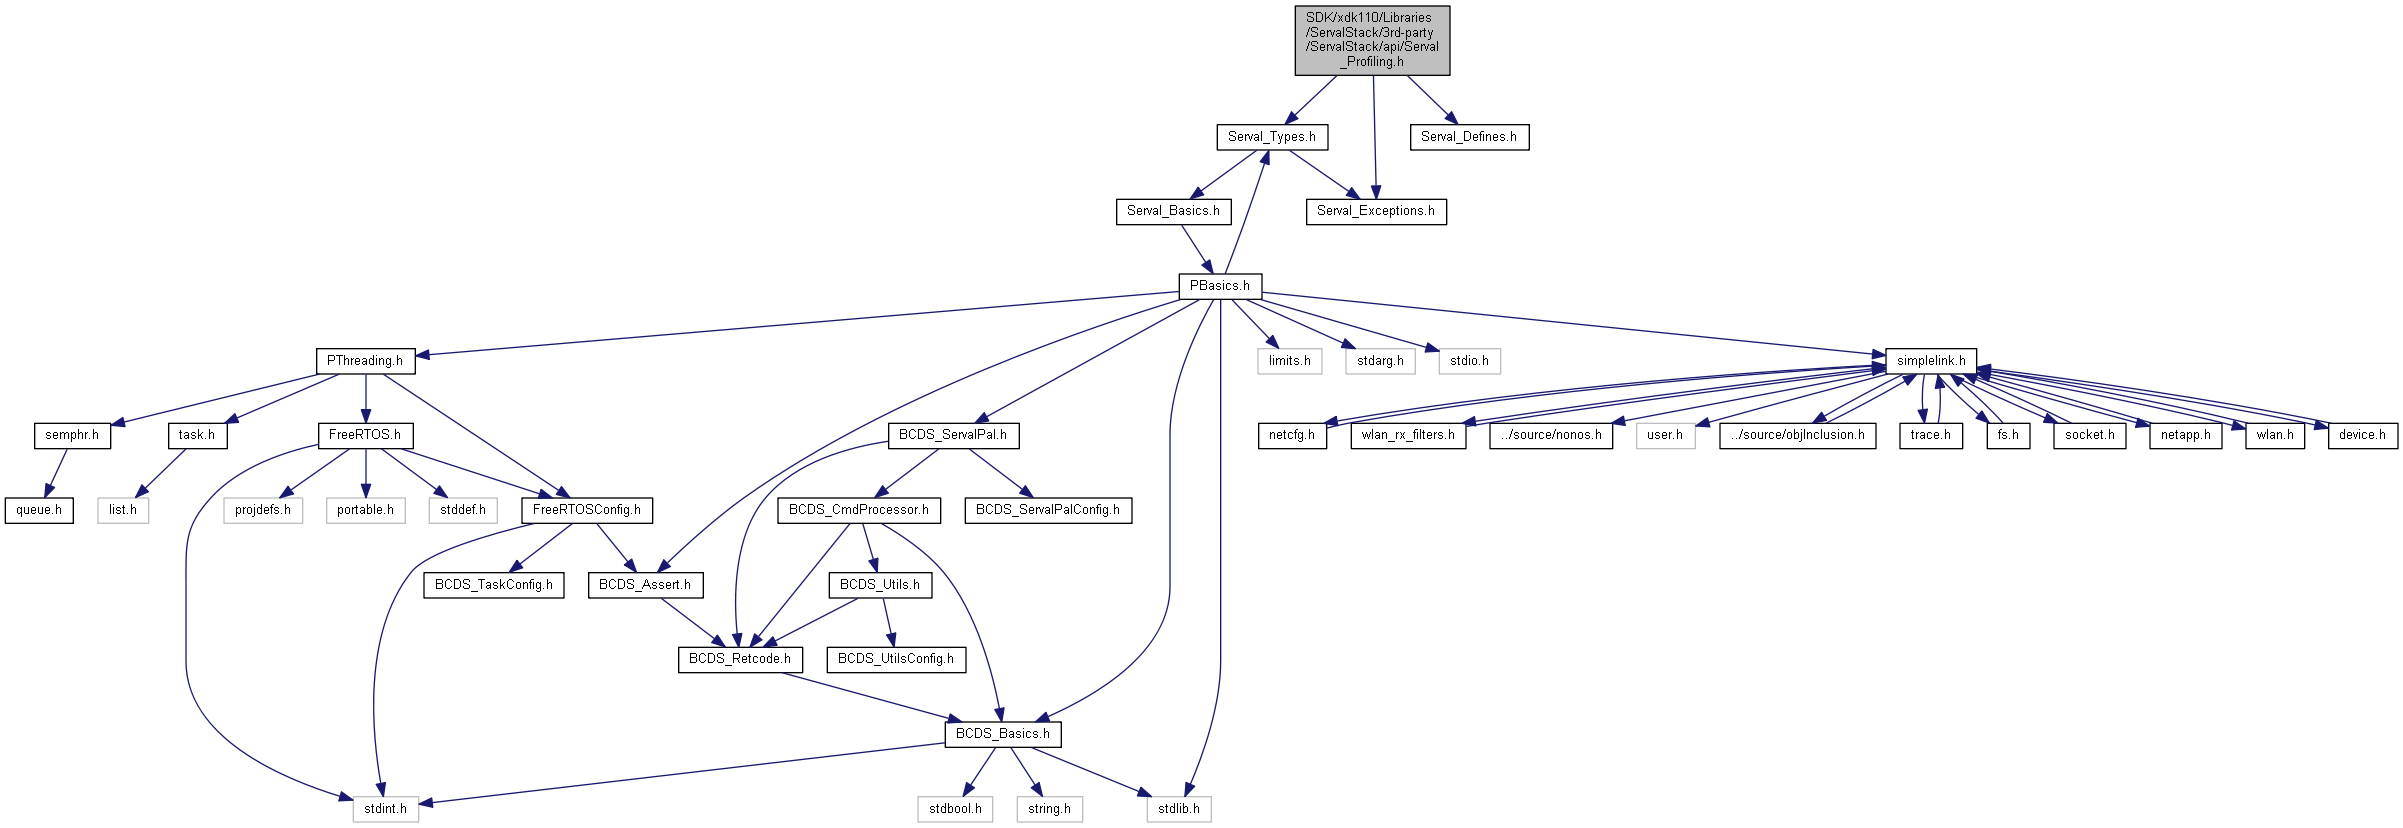 SDK/xdk110/Libraries
/ServalStack/3rd-party
/ServalStack/api/Serval
_Profiling.h
Serval_Types.h
Serval_Defines.h
Serval_Basics.h
Serval_Exceptions.h
PBasics.h
PThreading.h
limits.h
stdarg.h
stdio.h
simplelink.h
semphr.h
task.h
FreeRTOS.h
BCDS_ServalPal.h
netcfg.h
wlan_rx_filters.h
../source/nonos.h
user.h
../source/objInclusion.h
trace.h
fs.h
socket.h
netapp.h
wlan.h
device.h
queue.h
list.h
projdefs.h
portable.h
stddef.h
FreeRTOSConfig.h
BCDS_CmdProcessor.h
BCDS_ServalPalConfig.h
BCDS_TaskConfig.h
BCDS_Assert.h
BCDS_Utils.h
BCDS_Retcode.h
BCDS_UtilsConfig.h
BCDS_Basics.h
stdint.h
stdbool.h
string.h
stdlib.h